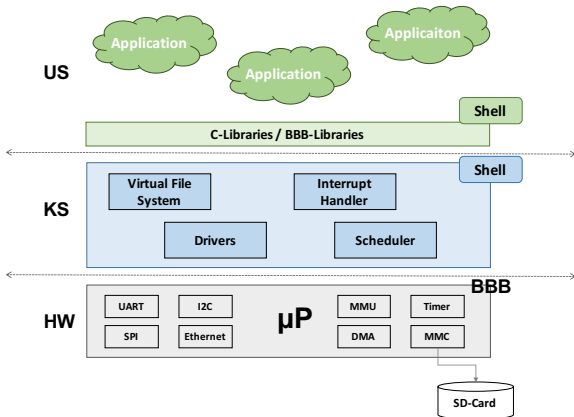 Application
Applicaiton
Application
US
Shell
C-Libraries / BBB-Libraries
Shell
Virtual File
System
Interrupt
Handler
KS
Drivers
Scheduler
BBB
UART
I2C
MMU
Timer
HW
µP
SPI
Ethernet
DMA
MMC
SD-Card